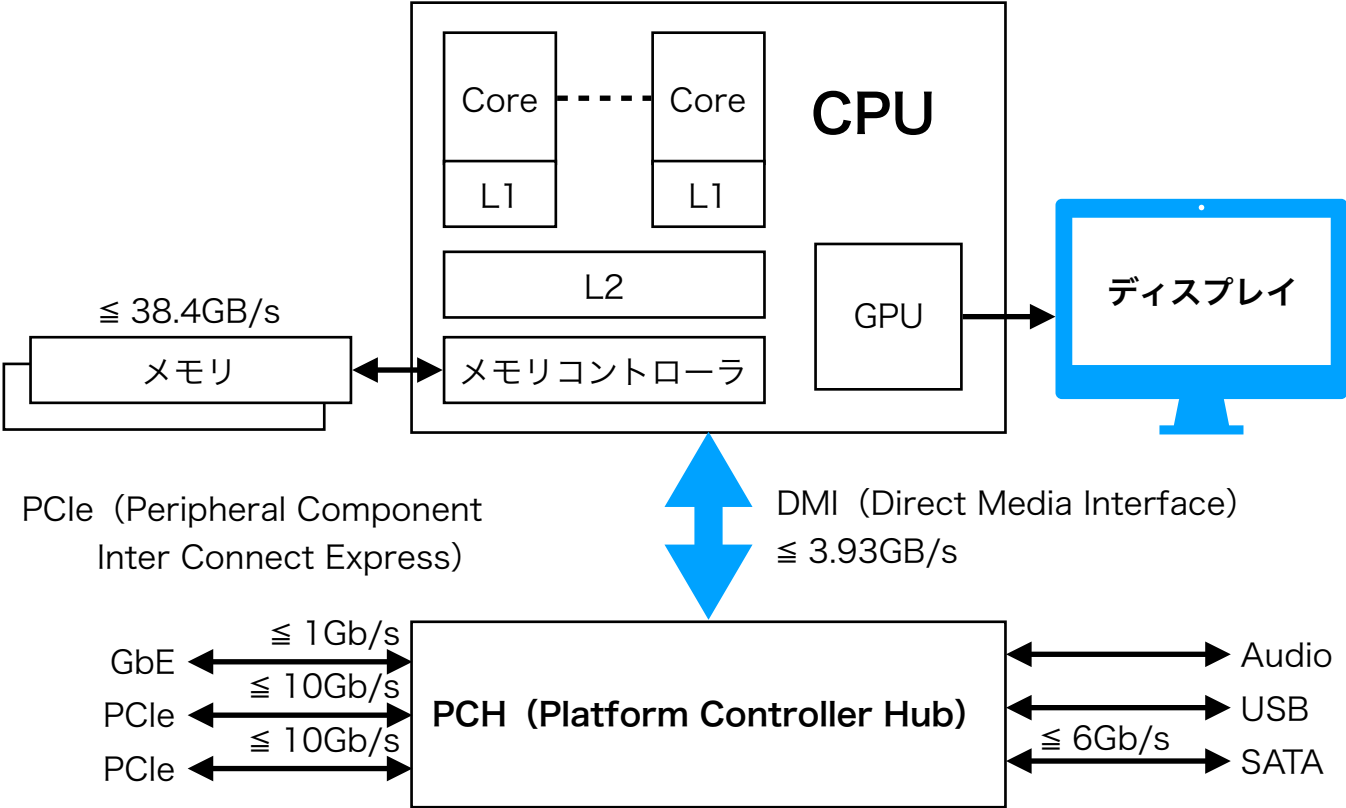 Core
Core
CPU
L1
L1
L2
GPU
ディスプレイ
≦ 38.4GB/s
メモリ
メモリコントローラ
PCIe（Peripheral Component
Inter Connect Express）
DMI（Direct Media Interface）
≦ 3.93GB/s
≦ 1Gb/s
GbE
≦ 10Gb/s
PCIe
≦ 10Gb/s
PCIe
PCH（Platform Controller Hub）
Audio
USB
≦ 6Gb/s
SATA